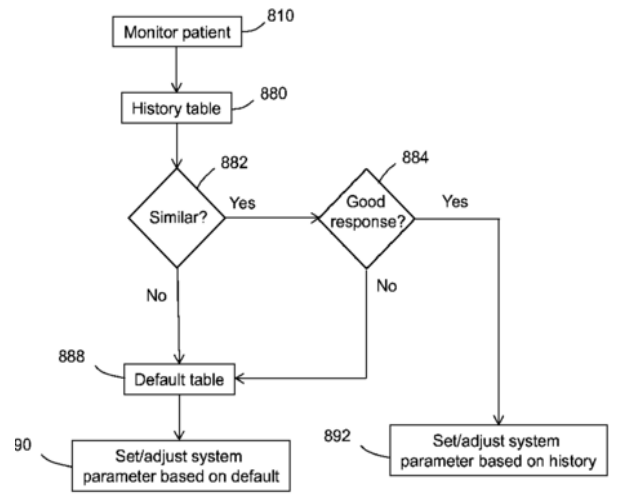 810
Monitor patient
880
History table
882
884
Similar?
Yes
Good
response?
Yes
No
No
888
Default table
90
Set/adjust system
parameter based on default
892
Set/adjust system
parameter based on history